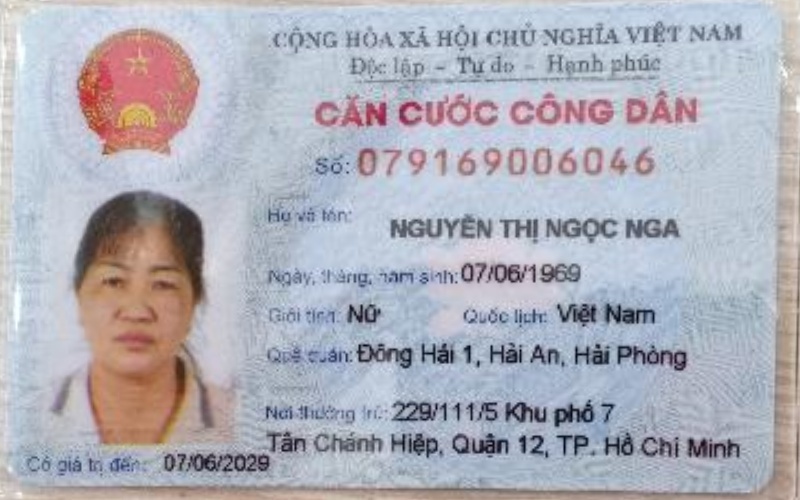 CỘNG HÒA XÃ HỘI CHỦ NGHĨA VIỆT NAM
Độc lập - Tự do - Hạnh phúc
CĂN CƯỚC CÔNG DÂN
Số: 079169006046
Họ và tên: NGUYỄN THỊ NGỌC NGA
Ngày, tháng, năm sinh: 07/06/1969
Giới tính: Nữ Quốc tịch: Việt Nam
Quê quán: Đông Hải 1, Hải An, Hải Phòng
Nơi thường trú: 229/111/5 Khu phố 7
Tân Chánh Hiệp, Quận 12, TP. Hồ Chí Minh
Có giá trị đến: 07/06/2029